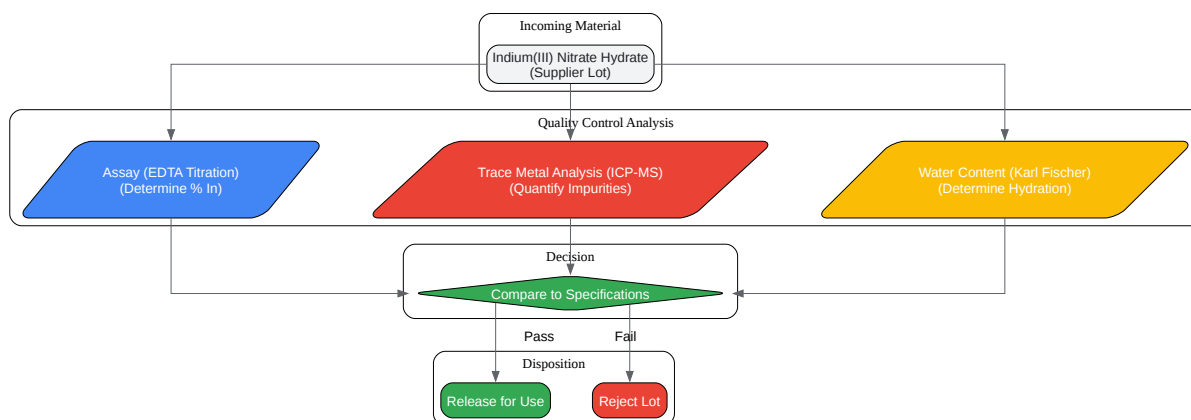 Incoming Material
Indium(III) Nitrate Hydrate
(Supplier Lot)
Quality Control Analysis
Assay (EDTA Titration)
(Determine % In)
Trace Metal Analysis (ICP-MS)
(Quantify Impurities)
Water Content (Karl Fischer)
(Determine Hydration)
Decision
Compare to Specifications
Pass
Fail
Disposition
Release for Use
Reject Lot